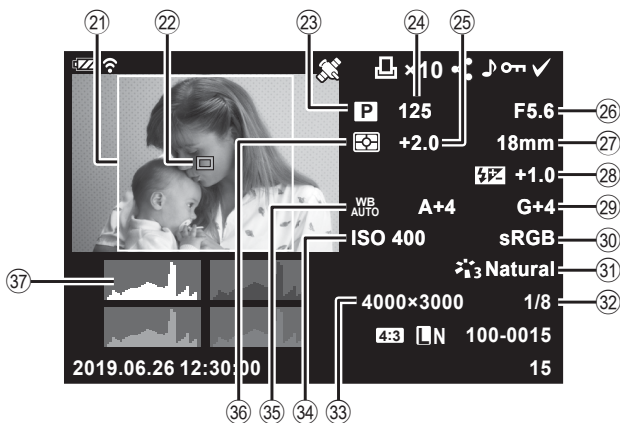 ㉑ ㉒ ㉓ ㉔ ㉕
×10
P 125 F5.6 ㉖
+2.0 18mm ㉗
+1.0 ㉘
WB AUTO A+4 G+4 ㉙
ISO 400 sRGB ㉚
3 Natural ㉛
㊲ 4000×3000 1/8 ㉜
4:3 L N 100-0015
2019.06.26 12:30:00 15
㊱ ㉟ ㉞ ㉝